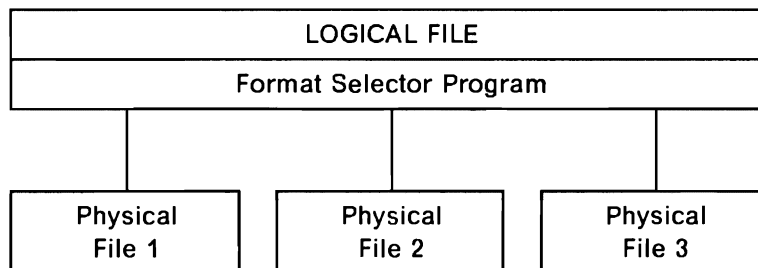 LOGICAL FILE
Format Selector Program
Physical
File 1
Physical
File 2
Physical
File 3